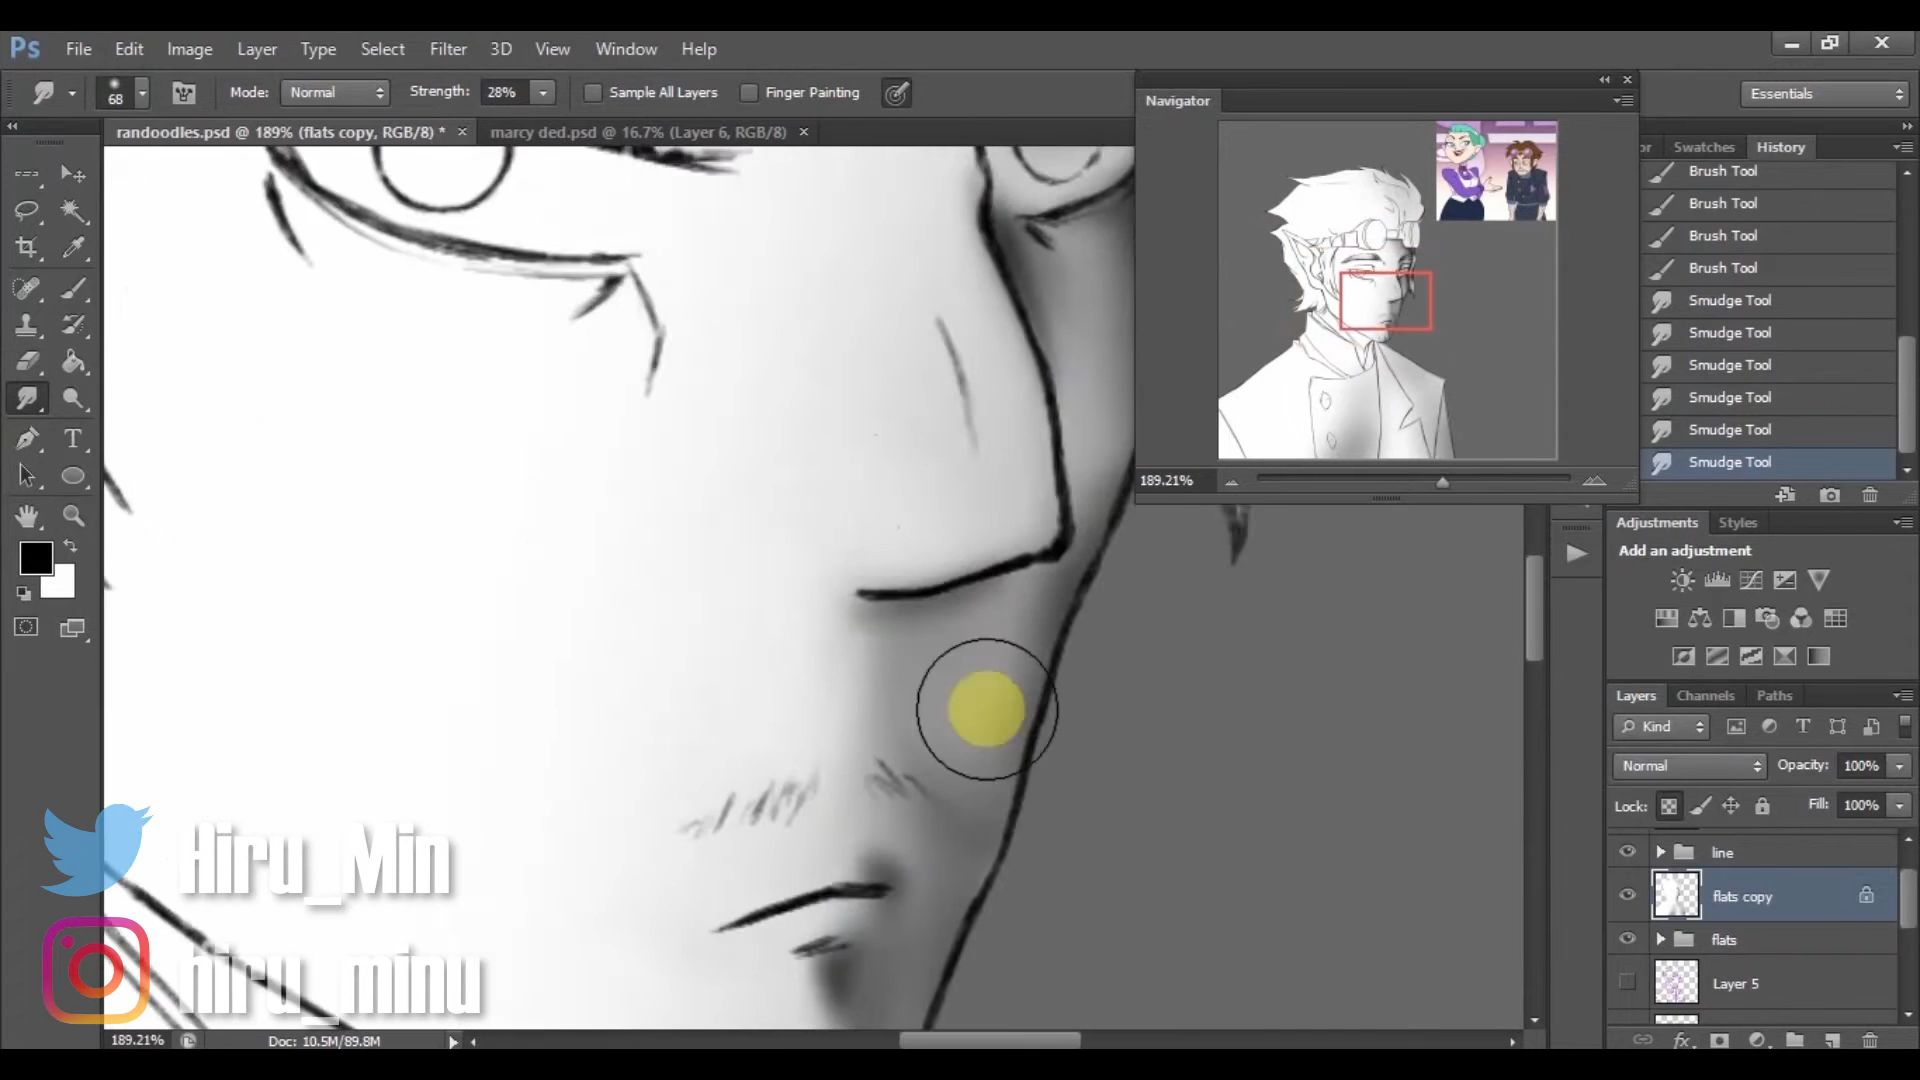 Ps File Edit Image Layer Type Select Filter 3D View Window Help
68 Mode: Normal Strength: 28% Sample All Layers Finger Painting Essentials
randoodles.psd @ 189% (flats copy, RGB/8) * × marcy ded.psd @ 16.7% (Layer 6, RGB/8) ×
Navigator
189.21%
or Swatches History
Brush Tool
Brush Tool
Brush Tool
Brush Tool
Smudge Tool
Smudge Tool
Smudge Tool
Smudge Tool
Smudge Tool
Smudge Tool
Adjustments Styles
Add an adjustment
Layers Channels Paths
Kind
Normal Opacity: 100%
Lock: Fill: 100%
line
flats copy
flats
Layer 5
fx
Hiru_Min
hiru_minu
189.21% Doc: 10.5M/89.8M